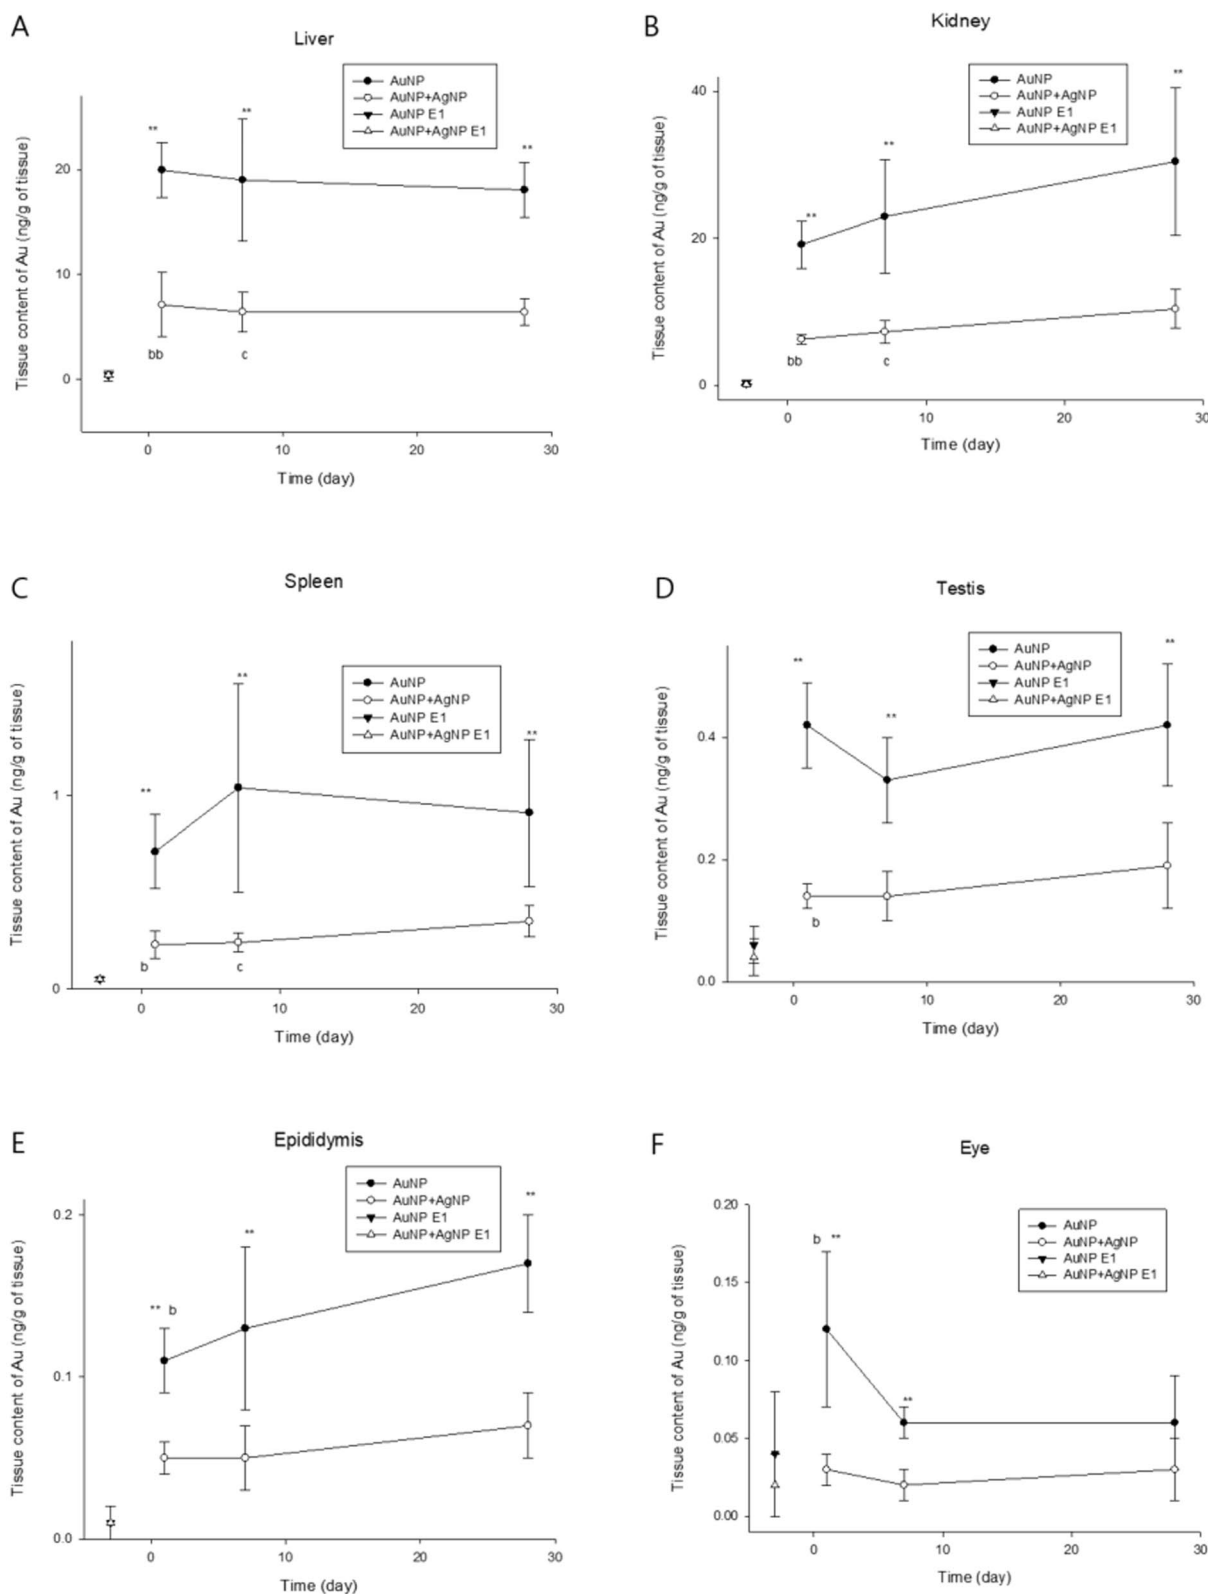 A
Liver
AuNP
AuNP+AgNP
AuNP E1
AuNP+AgNP E1
Tissue content of Au (ng/g of tissue)
20
10
0
**
**
**
bb
c
0
10
20
30
Time (day)
B
Kidney
AuNP
AuNP+AgNP
AuNP E1
AuNP+AgNP E1
Tissue content of Au (ng/g of tissue)
40
20
0
**
**
**
bb
c
0
10
20
30
Time (day)
C
Spleen
AuNP
AuNP+AgNP
AuNP E1
AuNP+AgNP E1
Tissue content of Au (ng/g of tissue)
1
0
**
**
**
b
c
0
10
20
30
Time (day)
D
Testis
AuNP
AuNP+AgNP
AuNP E1
AuNP+AgNP E1
Tissue content of Au (ng/g of tissue)
0.4
0.2
0.0
**
**
**
b
0
10
20
30
Time (day)
E
Epididymis
AuNP
AuNP+AgNP
AuNP E1
AuNP+AgNP E1
Tissue content of Au (ng/g of tissue)
0.2
0.1
0.0
** b
**
**
0
10
20
30
Time (day)
F
Eye
AuNP
AuNP+AgNP
AuNP E1
AuNP+AgNP E1
Tissue content of Au (ng/g of tissue)
0.20
0.15
0.10
0.05
0.00
b **
**
0
10
20
30
Time (day)